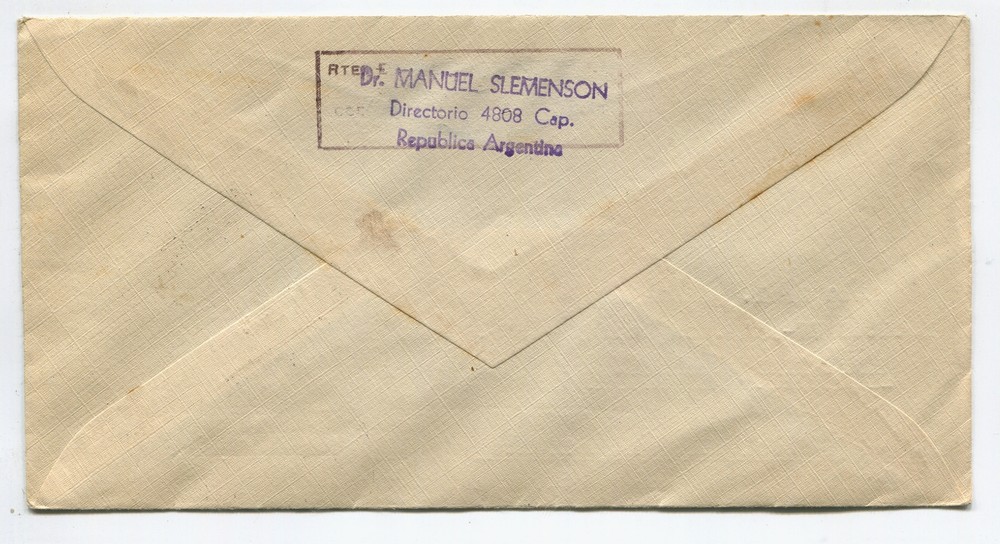 RTE
Dr. MANUEL SLEMENSON
Directorio 4808 Cap.
Republica Argentina